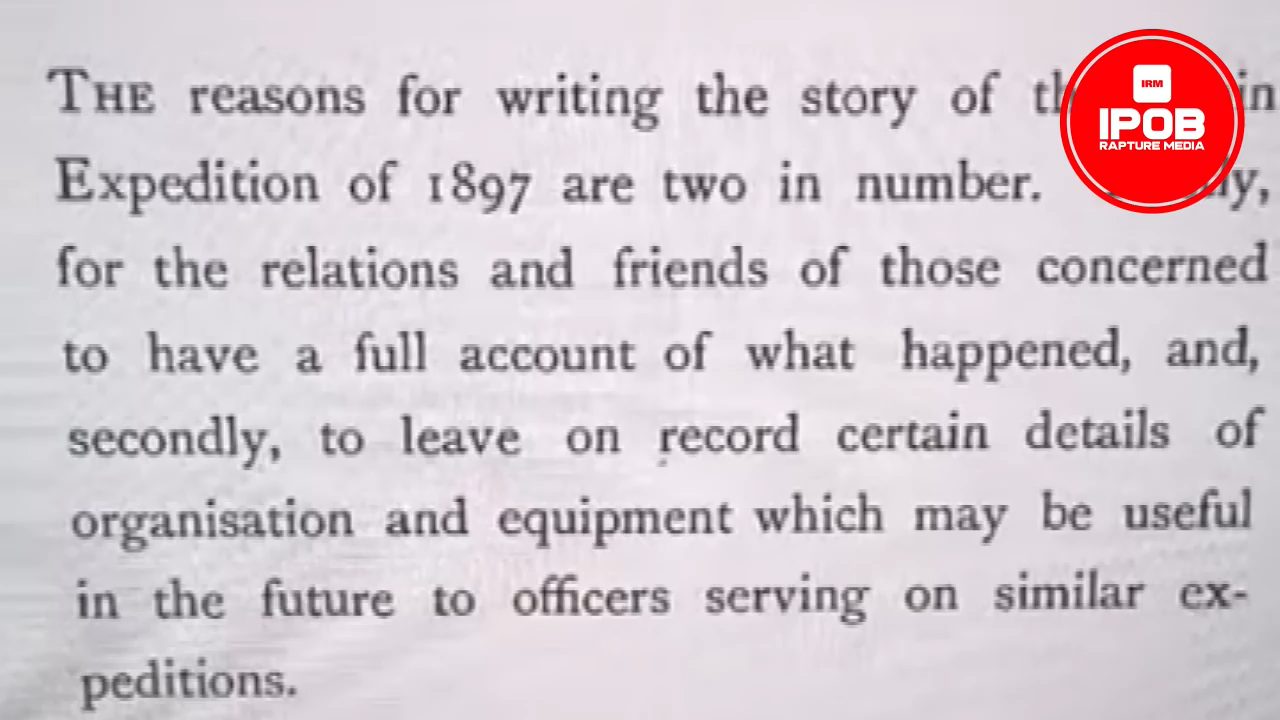 THE reasons for writing the story of th in
Expedition of 1897 are two in number. ly,
for the relations and friends of those concerned
to have a full account of what happened, and,
secondly, to leave on record certain details of
organisation and equipment which may be useful
in the future to officers serving on similar ex-
peditions.
IRM
IPOB
RAPTURE MEDIA